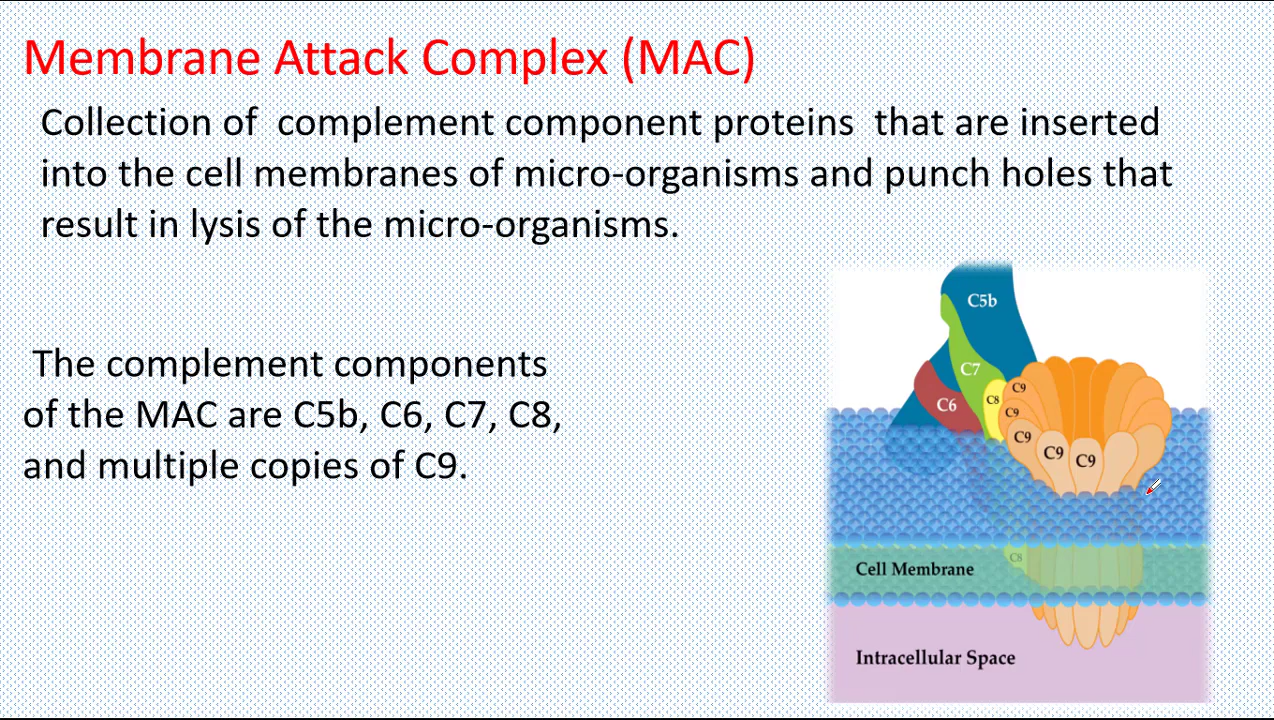 Membrane Attack Complex (MAC)
Collection of complement component proteins that are inserted
into the cell membranes of micro-organisms and punch holes that
result in lysis of the micro-organisms.
The complement components
of the MAC are C5b, C6, C7, C8,
and multiple copies of C9.
C5b
C7
C6
C8
C9
C9
C9
C9
C9
C8
Cell Membrane
Intracellular Space